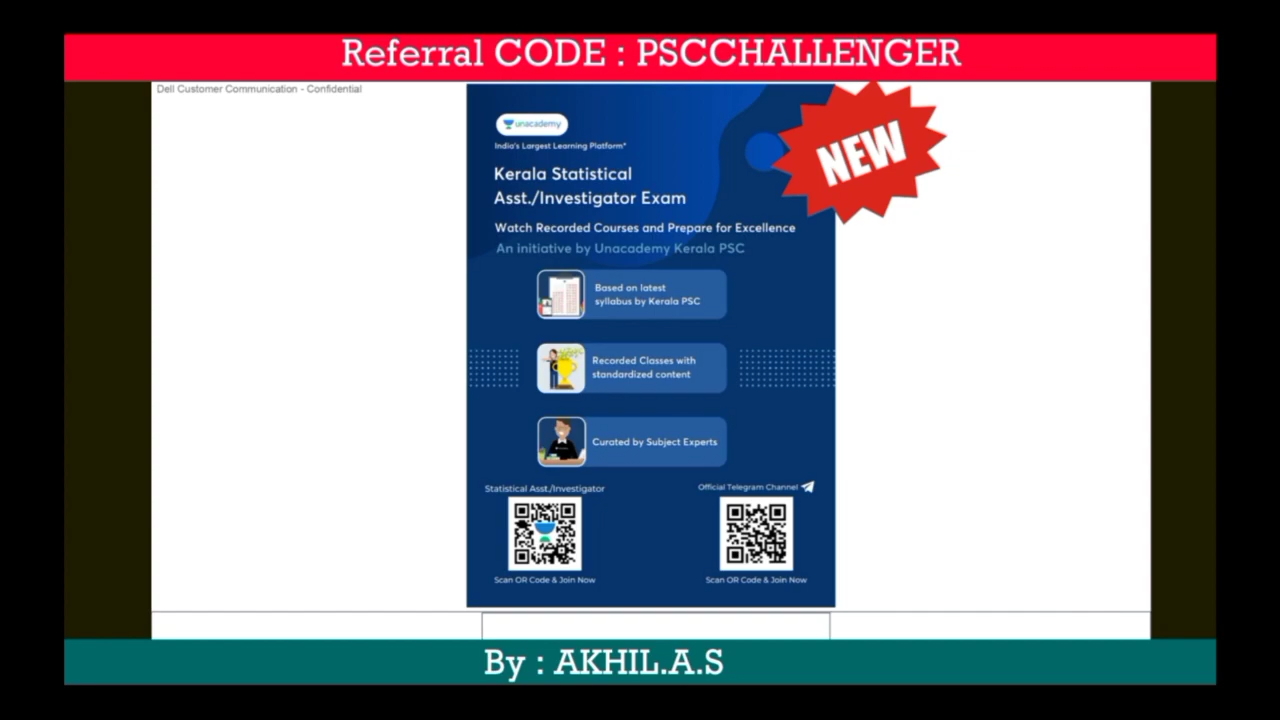 Referral CODE : PSCCHALLENGER
Dell Customer Communication - Confidential
unacademy
India's Largest Learning Platform*
NEW
Kerala Statistical
Asst./Investigator Exam
Watch Recorded Courses and Prepare for Excellence
An initiative by Unacademy Kerala PSC
Based on latest
syllabus by Kerala PSC
Recorded Classes with
standardized content
Curated by Subject Experts
Statistical Asst./Investigator
Official Telegram Channel
Scan QR Code & Join Now
Scan QR Code & Join Now
By : AKHIL.A.S